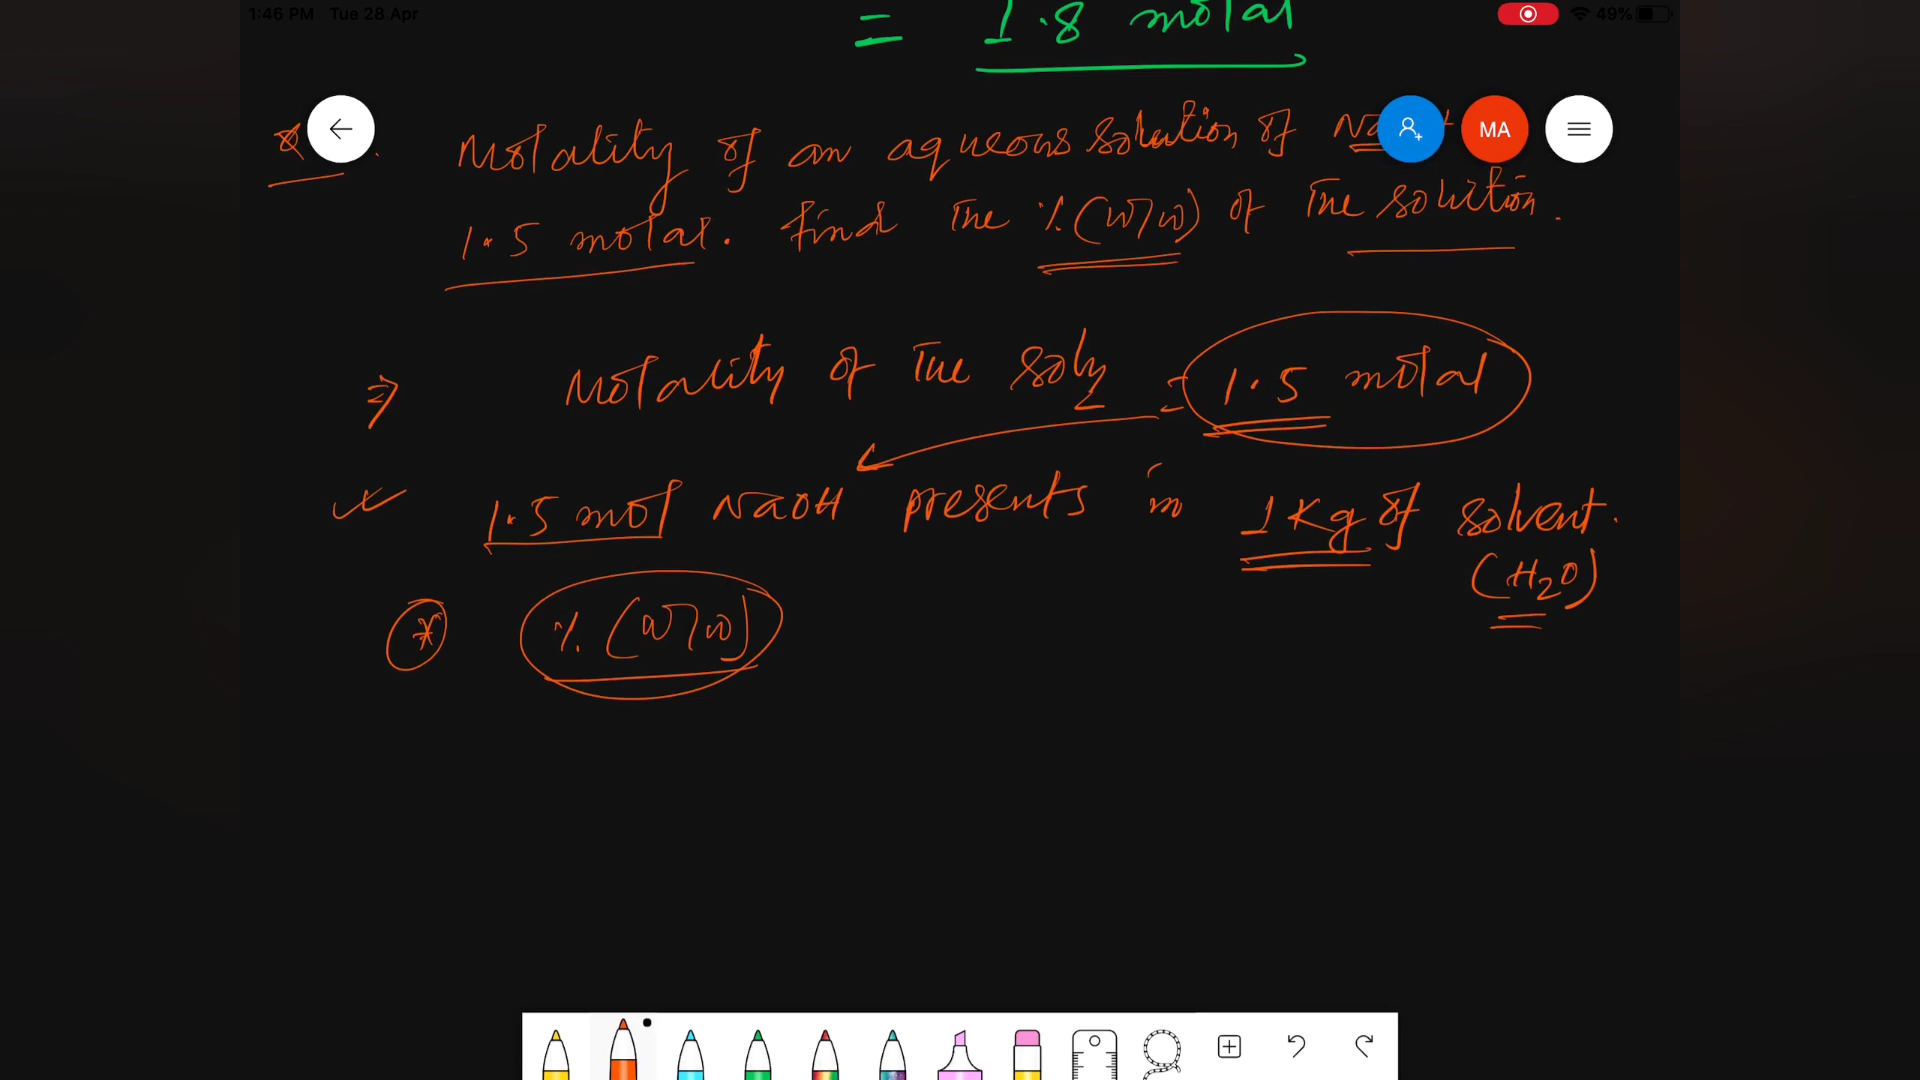 1:46 PM Tue 28 Apr
49%
= 1.8 molal
Q.
Molality of an aqueous solution of
MA
1.5 molal. Find the %(w/w) of the solution.
⇒ Molality of the soln = 1.5 molal
1.5 mol NaOH presents in 1 Kg of solvent.
(H2O)
* % (w/w)